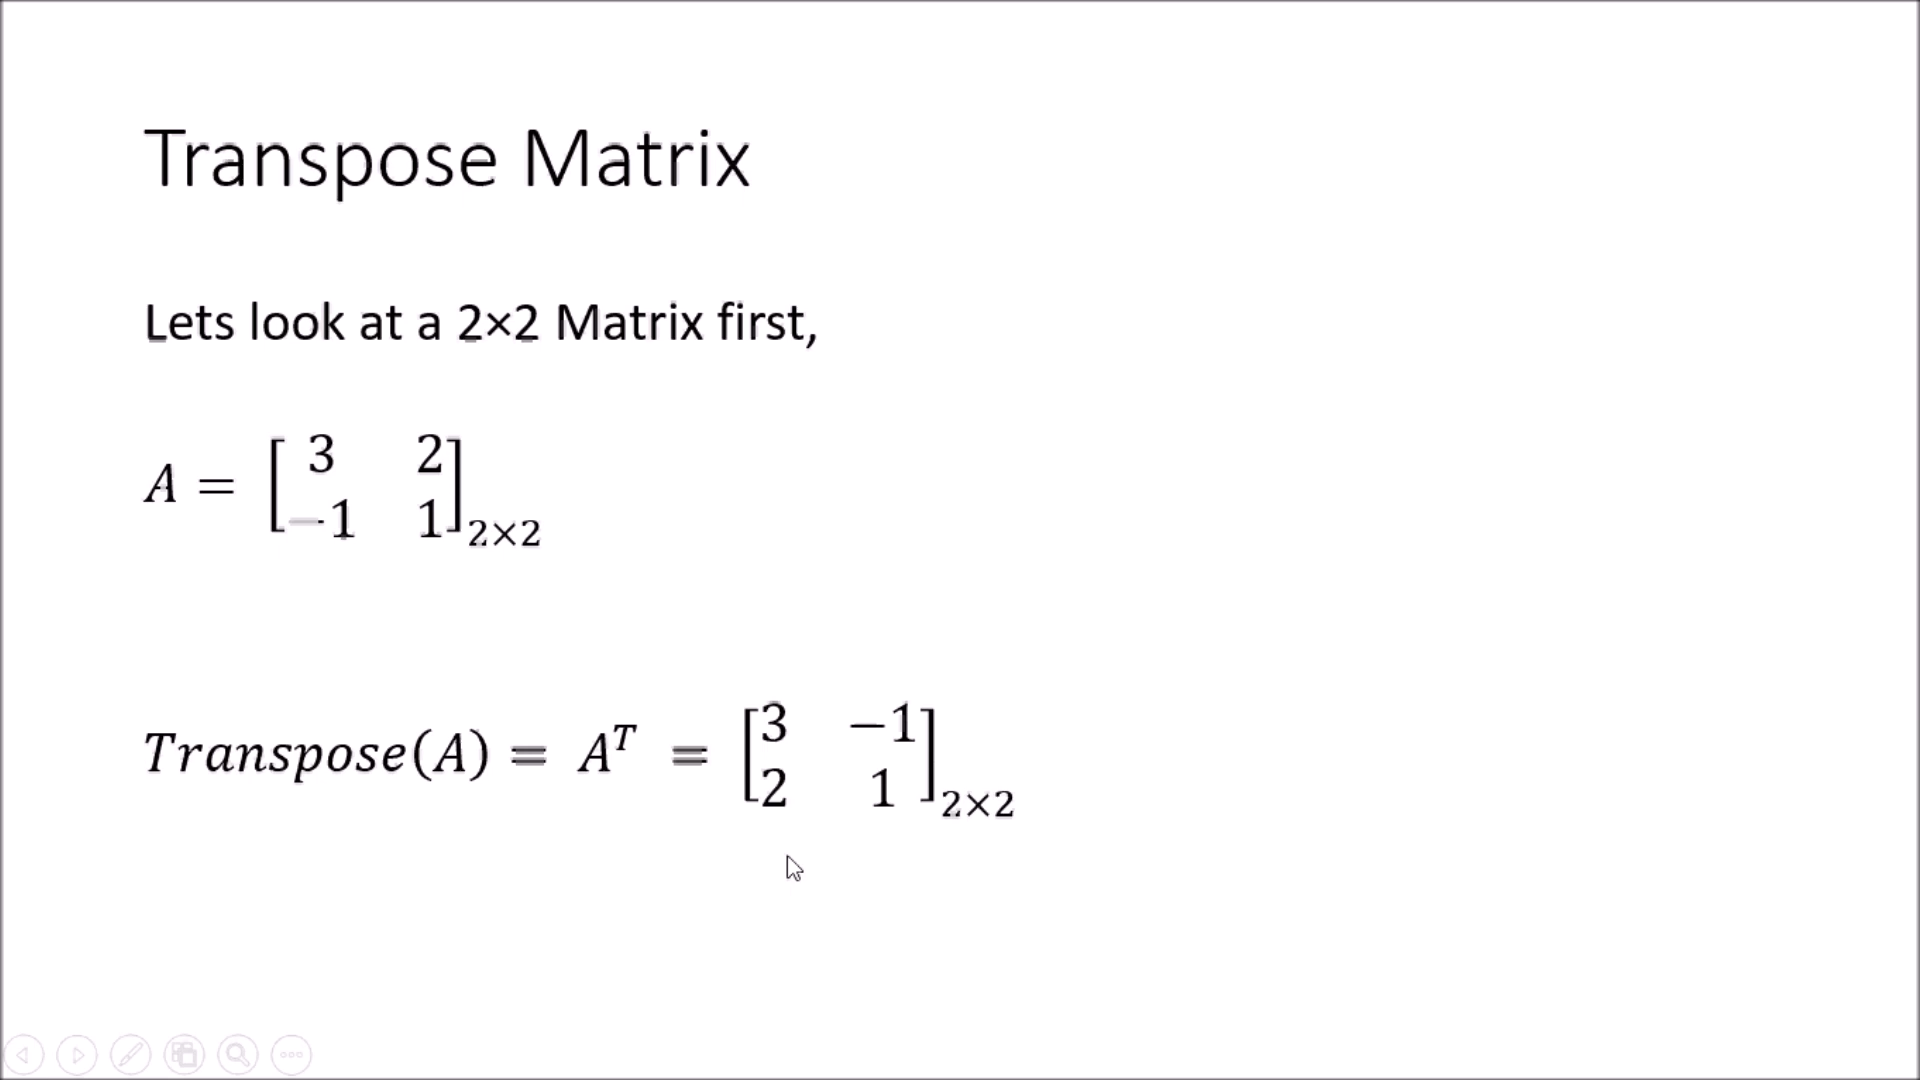 Transpose Matrix
Lets look at a 2×2 Matrix first,
A = [3 2
−1 1]2×2
Transpose(A) ≡ A^T ≡ [3 −1
2 1]2×2